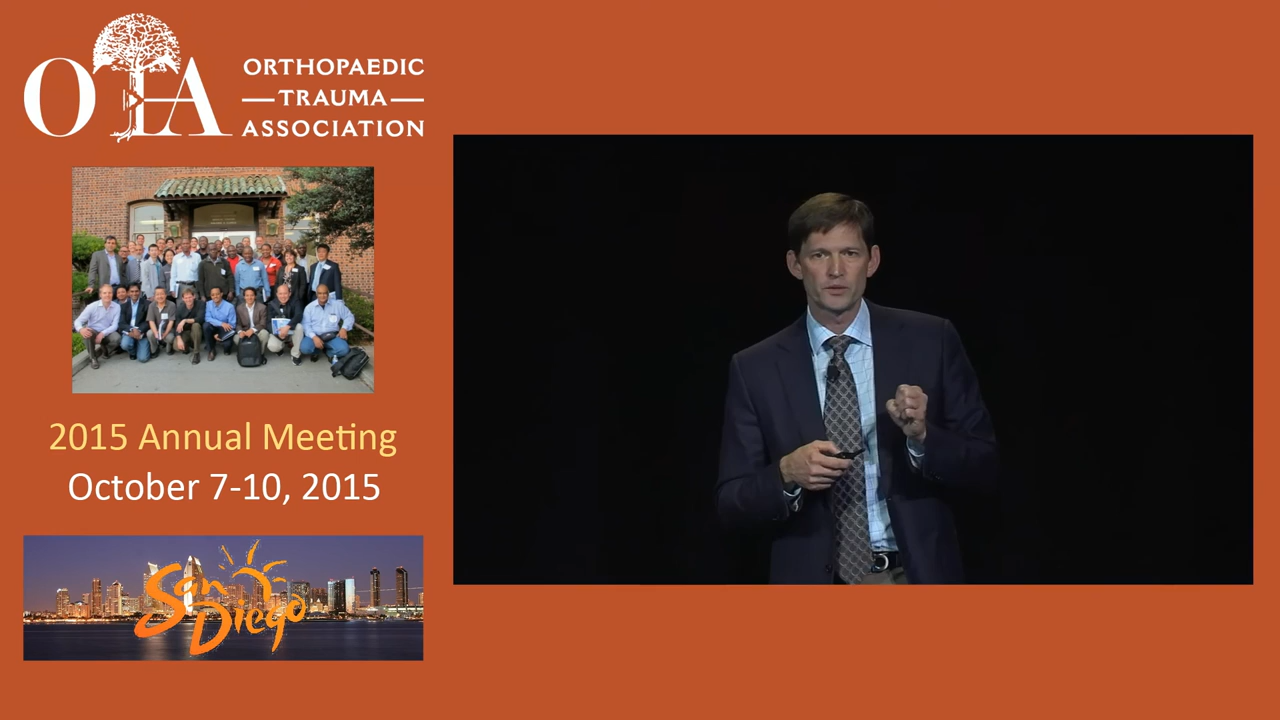 OTA
ORTHOPAEDIC
TRAUMA
ASSOCIATION
2015 Annual Meeting
October 7-10, 2015
San
Diego